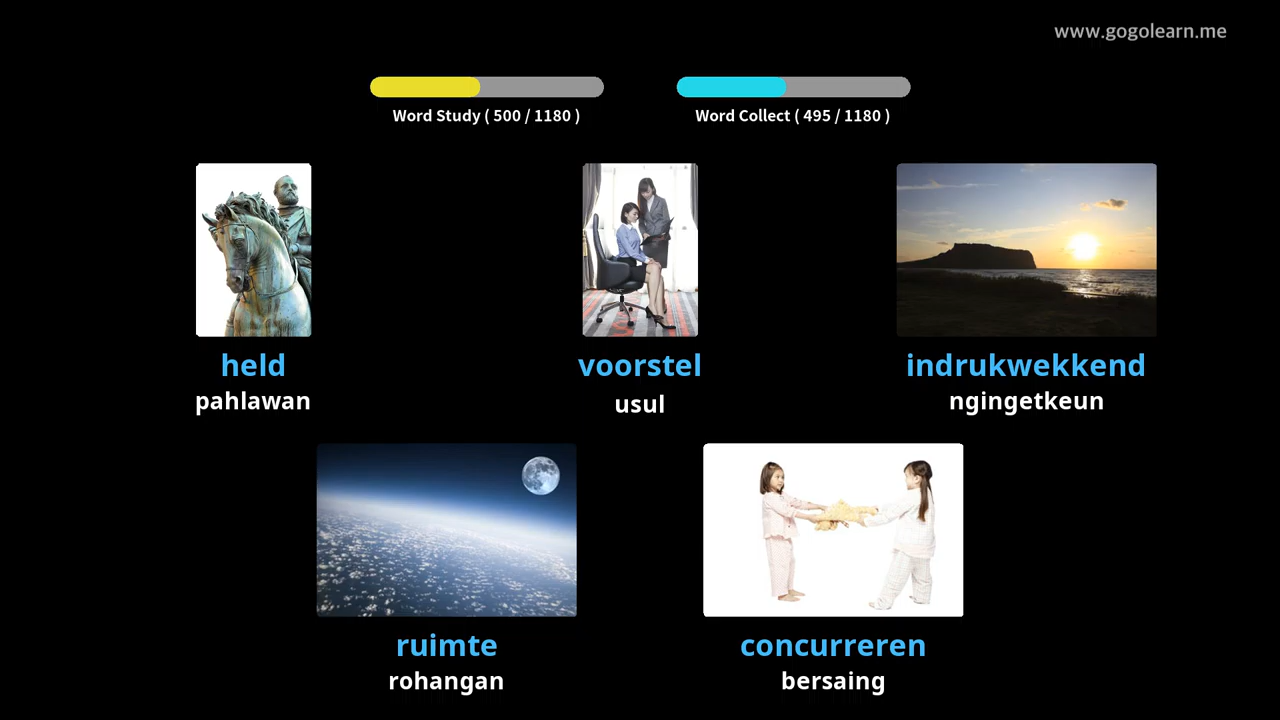 www.gogolearn.me
Word Study ( 500 / 1180 )
Word Collect ( 495 / 1180 )
held
pahlawan
voorstel
usul
indrukwekkend
ngingetkeun
ruimte
rohangan
concurreren
bersaing